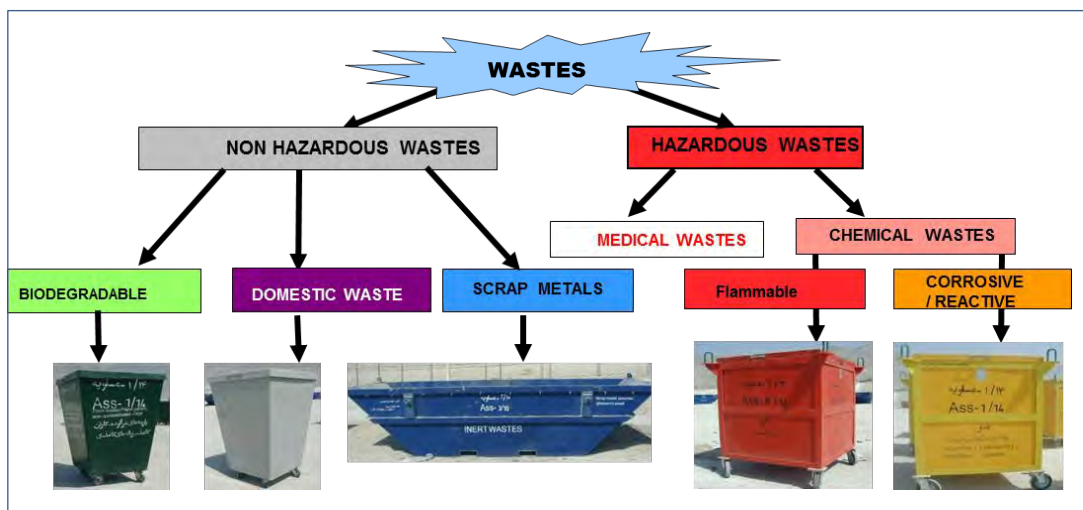 WASTES
NON HAZARDOUS WASTES
HAZARDOUS WASTES
MEDICAL WASTES
CHEMICAL WASTES
BIODEGRADABLE
DOMESTIC WASTE
SCRAP METALS
Flammable
CORROSIVE
/ REACTIVE
Ass- 1/14
INERT WASTES
Ass-1/14